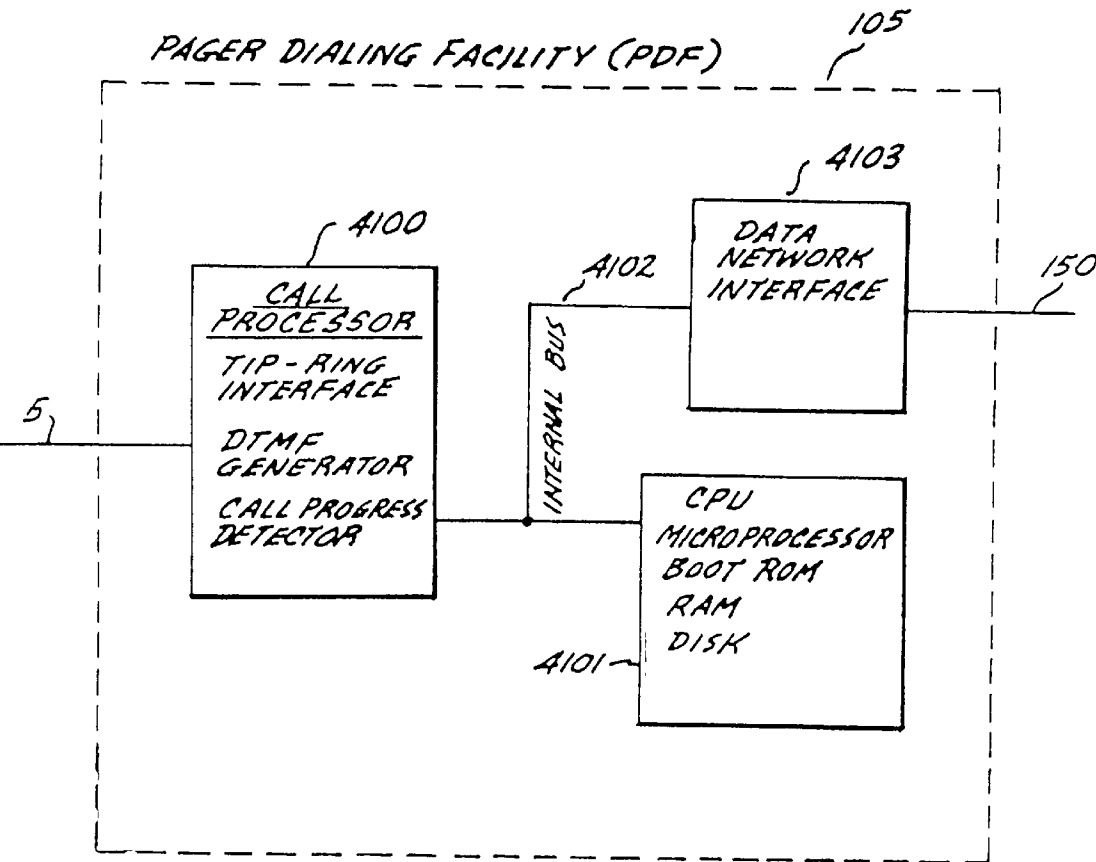 105
PAGER DIALING FACILITY (PDF)
4103
4100
DATA
NETWORK
INTERFACE
4102
150
CALL
PROCESSOR
TIP-RING
INTERFACE
INTERNAL BUS
5
DTMF
GENERATOR
CALL PROGRESS
DETECTOR
CPU
MICROPROCESSOR
BOOT ROM
RAM
DISK
4101